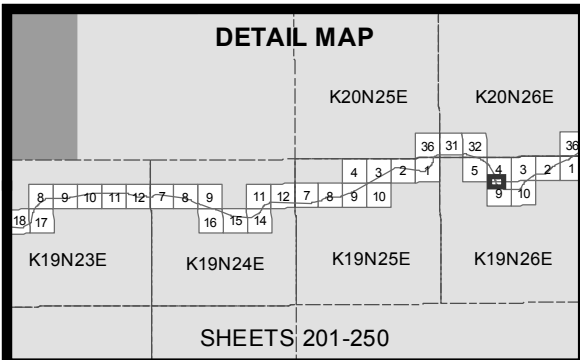 DETAIL MAP
K20N25E K20N26E
36 31 32 36
4 3 2 1 5 4 3 2 1
8 9 10 11 12 7 8 9 11 12 7 8 9 10 9 10
18 17 16 15 14
K19N23E K19N24E K19N25E K19N26E
SHEETS 201-250